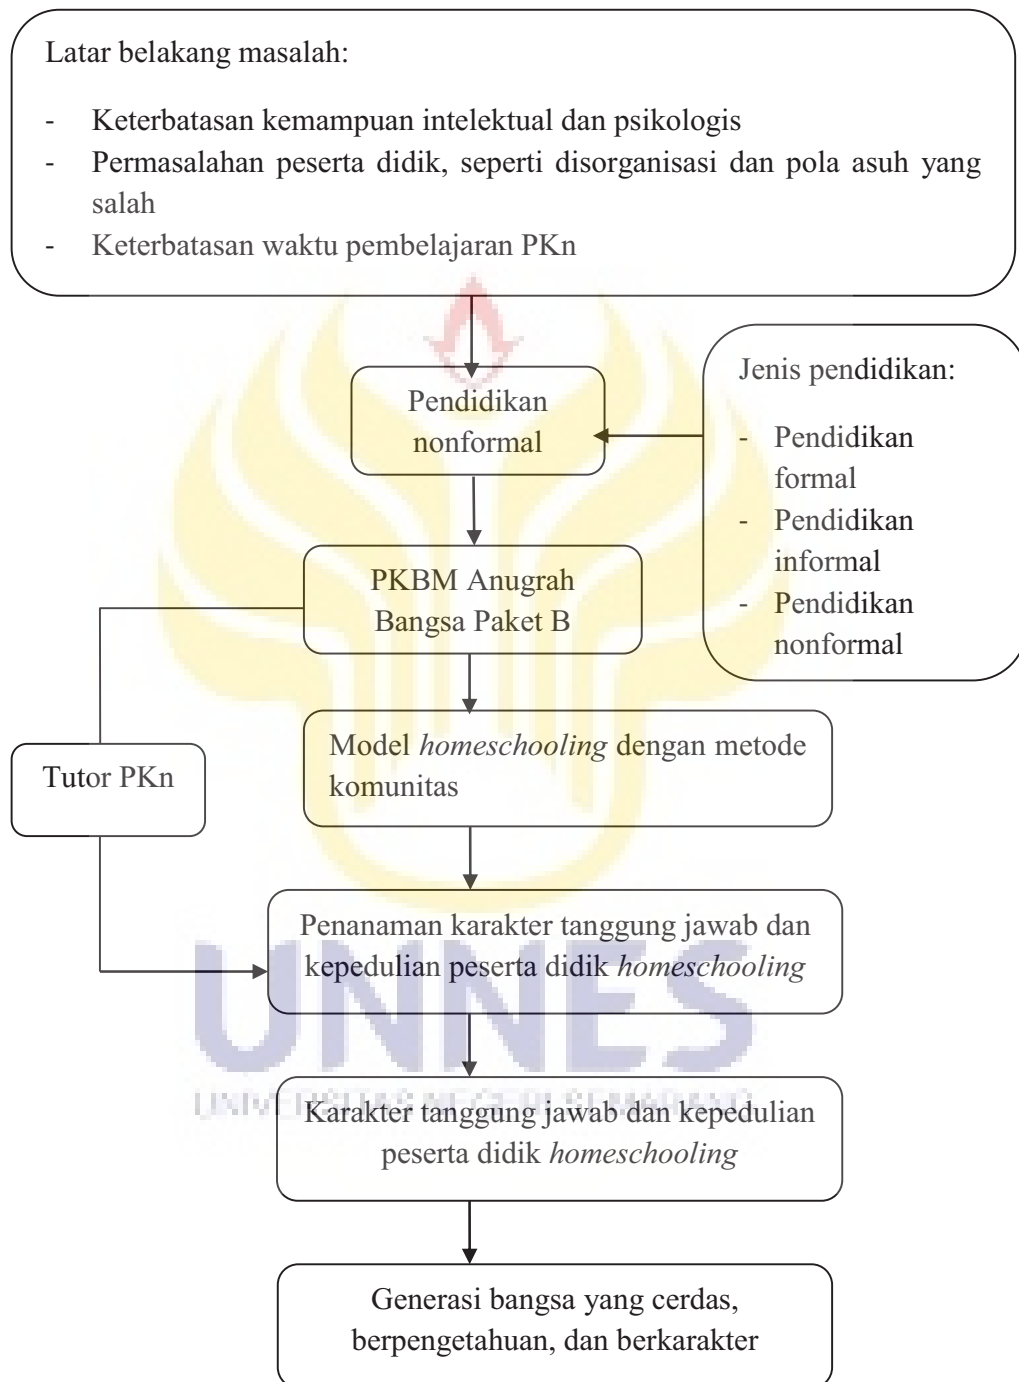 Latar belakang masalah:
- Keterbatasan kemampuan intelektual dan psikologis
- Permasalahan peserta didik, seperti disorganisasi dan pola asuh yang
salah
- Keterbatasan waktu pembelajaran PKn
Jenis pendidikan:
- Pendidikan
formal
- Pendidikan
informal
- Pendidikan
nonformal
Pendidikan
nonformal
PKBM Anugrah
Bangsa Paket B
Model homeschooling dengan metode
komunitas
Tutor PKn
Penanaman karakter tanggung jawab dan
kepedulian peserta didik homeschooling
UNNES
UNIVERSITAS NEGERI SEMARANG
Karakter tanggung jawab dan kepedulian
peserta didik homeschooling
Generasi bangsa yang cerdas,
berpengetahuan, dan berkarakter